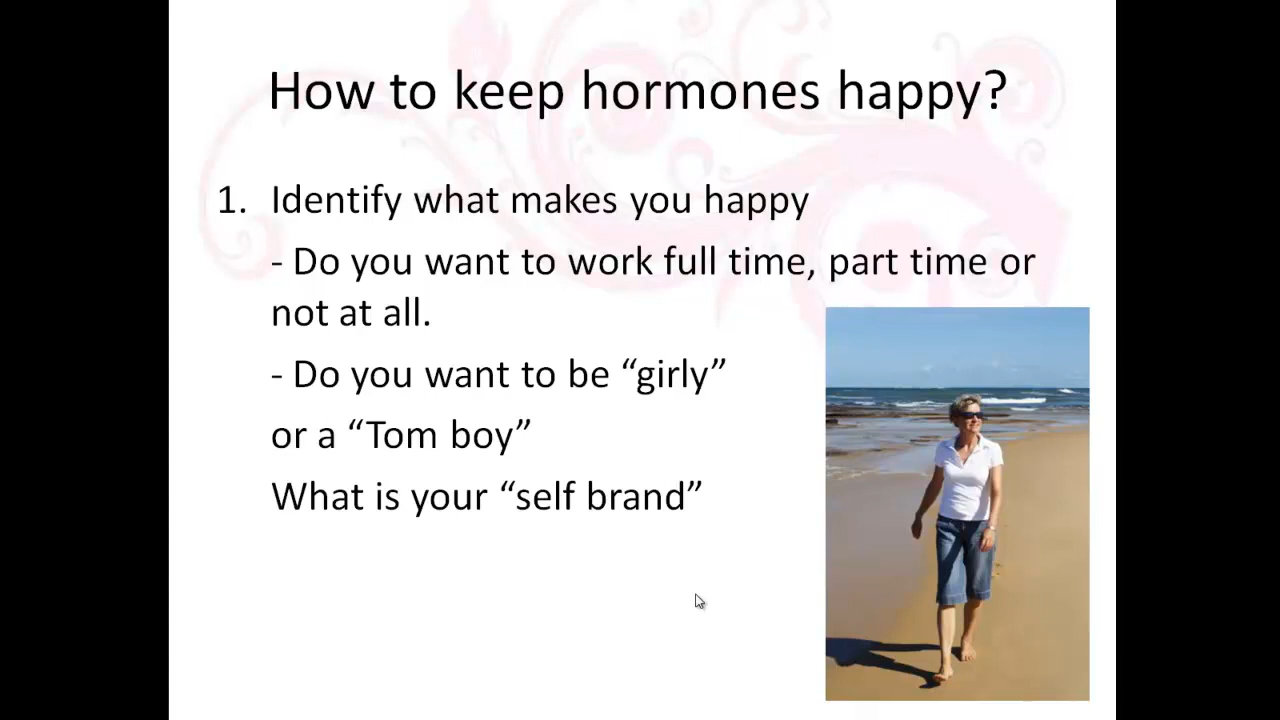 How to keep hormones happy?
1. Identify what makes you happy
- Do you want to work full time, part time or
not at all.
- Do you want to be “girly”
or a “Tom boy”
What is your “self brand”